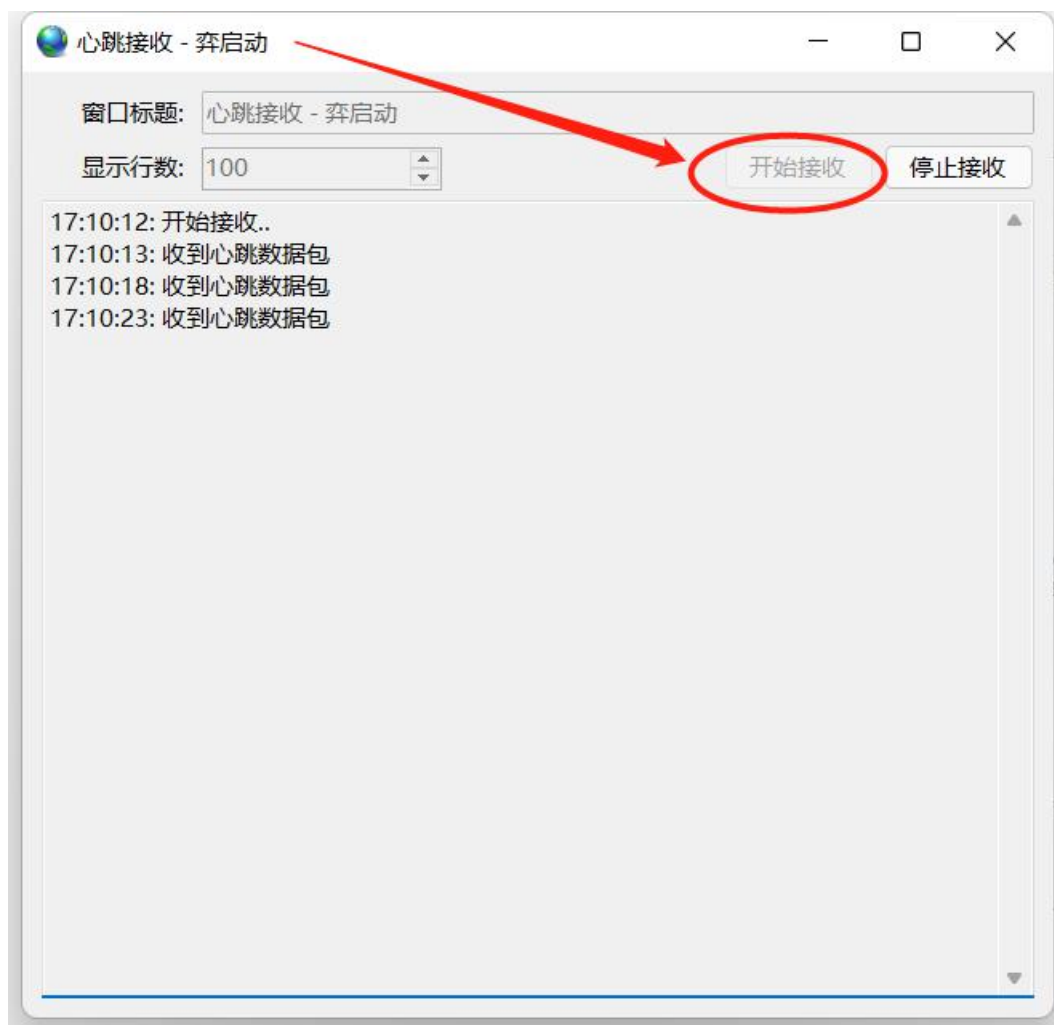 心跳接收 - 弈启动
窗口标题: 心跳接收 - 弈启动
显示行数: 100 开始接收 停止接收
17:10:12: 开始接收..
17:10:13: 收到心跳数据包
17:10:18: 收到心跳数据包
17:10:23: 收到心跳数据包